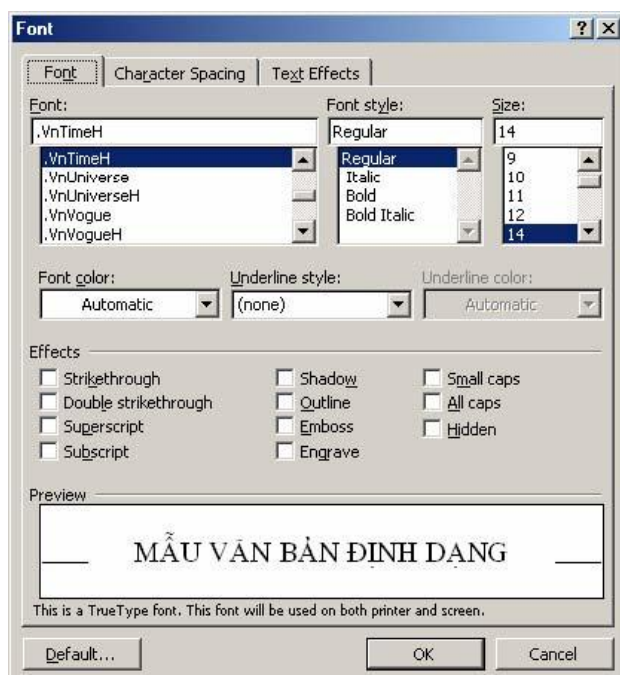 Font
Font Character Spacing Text Effects
Font: Font style: Size:
.VnTimeH Regular 14
.VnTimeH Regular 9
.VnUniverse Italic 10
.VnUniverseH Bold 11
.VnVogue Bold Italic 12
.VnVogueH 14
Font color: Underline style: Underline color:
Automatic (none) Automatic
Effects
Strikethrough Shadow Small caps
Double strikethrough Outline All caps
Superscript Emboss Hidden
Subscript Engrave
Preview
MẪU VĂN BẢN ĐỊNH DẠNG
This is a TrueType font. This font will be used on both printer and screen.
Default... OK Cancel